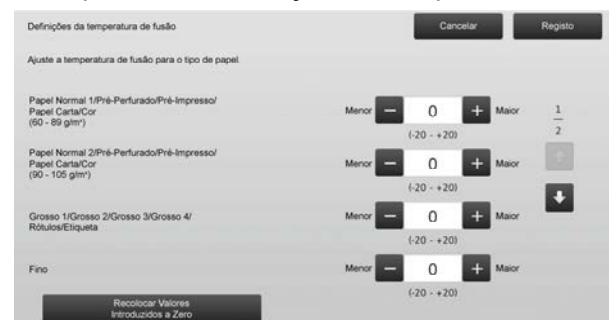 Definições da temperatura de fusão
Cancelar
Registo
Ajuste a temperatura de fusão para o tipo de papel.
Papel Normal 1/Pré-Perfurado/Pré-Impresso/
Papel Carta/Cor
(60 - 89 g/m²)
Menor − 0 + Maior
(-20 - +20)
1
2
Papel Normal 2/Pré-Perfurado/Pré-Impresso/
Papel Carta/Cor
(90 - 105 g/m²)
Menor − 0 + Maior
(-20 - +20)
Grosso 1/Grosso 2/Grosso 3/Grosso 4/
Rótulos/Etiqueta
Menor − 0 + Maior
(-20 - +20)
Fino
Menor − 0 + Maior
(-20 - +20)
Recolocar Valores
Introduzidos a Zero